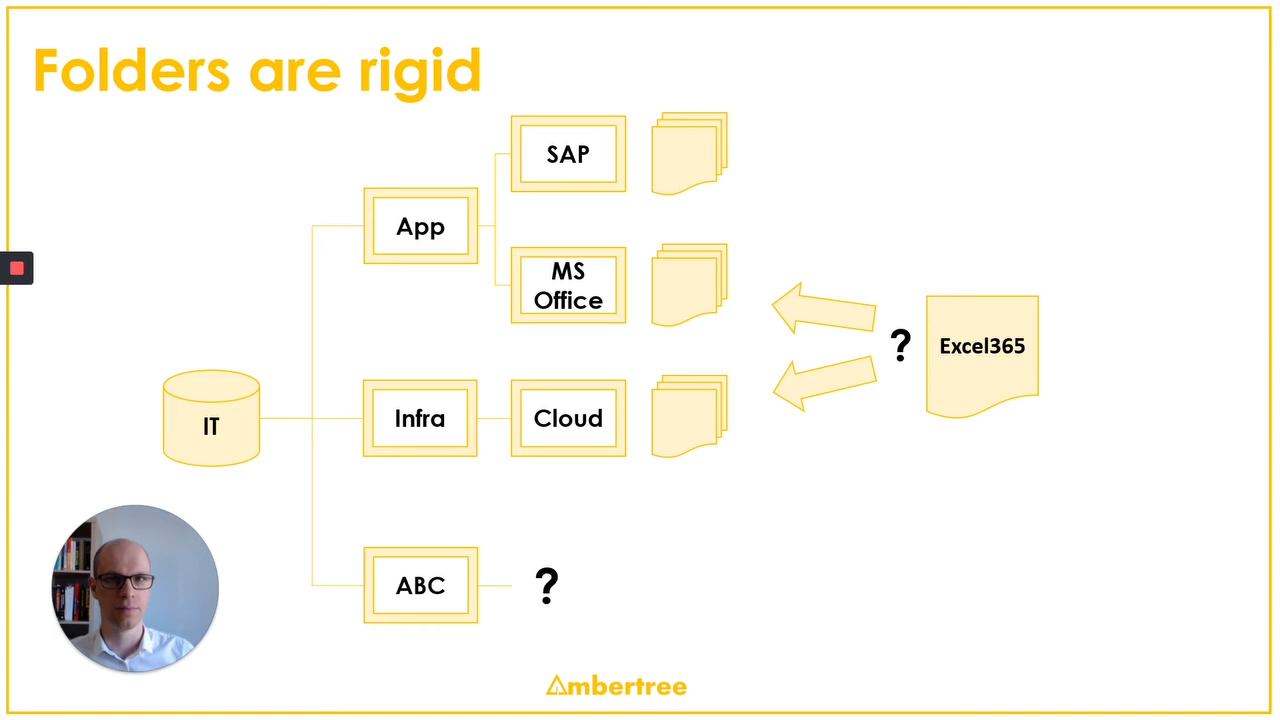 Folders are rigid
SAP
App
MS
Office
?
Excel365
Infra
Cloud
IT
ABC
?
Ambertree